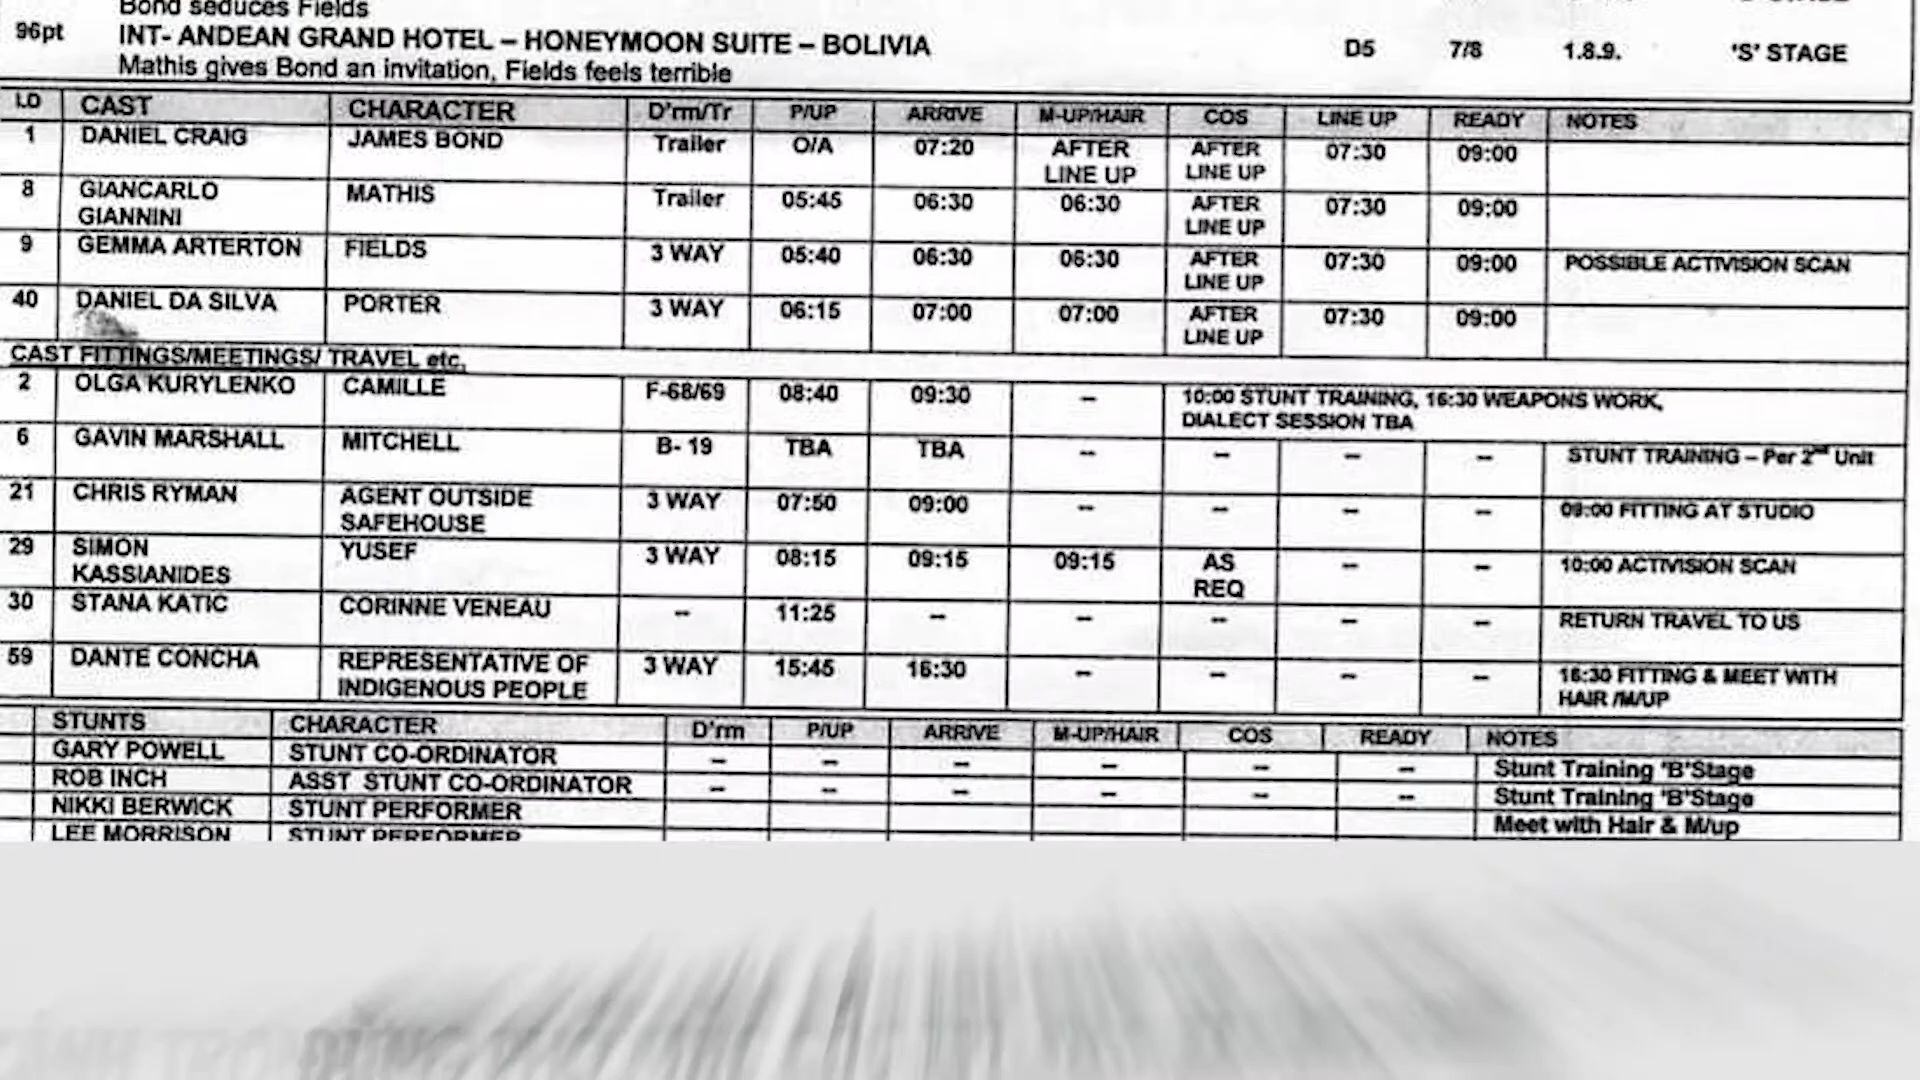 Bond seduces Fields
96pt INT- ANDEAN GRAND HOTEL – HONEYMOON SUITE – BOLIVIA D5 7/8 1.8.9. 'S' STAGE
Mathis gives Bond an invitation, Fields feels terrible
I.D CAST CHARACTER D'rm/Tr P/UP ARRIVE M-UP/HAIR COS LINE UP READY NOTES
1 DANIEL CRAIG JAMES BOND Trailer O/A 07:20 AFTER LINE UP AFTER LINE UP 07:30 09:00
8 GIANCARLO GIANNINI MATHIS Trailer 05:45 06:30 06:30 AFTER LINE UP 07:30 09:00
9 GEMMA ARTERTON FIELDS 3 WAY 05:40 06:30 06:30 AFTER LINE UP 07:30 09:00 POSSIBLE ACTIVISION SCAN
40 DANIEL DA SILVA PORTER 3 WAY 06:15 07:00 07:00 AFTER LINE UP 07:30 09:00
CAST FITTINGS/MEETINGS/ TRAVEL etc.
2 OLGA KURYLENKO CAMILLE F-68/69 08:40 09:30 -- 10:00 STUNT TRAINING, 16:30 WEAPONS WORK, DIALECT SESSION TBA
6 GAVIN MARSHALL MITCHELL B- 19 TBA TBA -- -- -- -- STUNT TRAINING – Per 2nd Unit
21 CHRIS RYMAN AGENT OUTSIDE SAFEHOUSE 3 WAY 07:50 09:00 -- -- -- -- 09:00 FITTING AT STUDIO
29 SIMON KASSIANIDES YUSEF 3 WAY 08:15 09:15 09:15 AS REQ -- -- 10:00 ACTIVISION SCAN
30 STANA KATIC CORINNE VENEAU -- 11:25 -- -- -- -- -- RETURN TRAVEL TO US
59 DANTE CONCHA REPRESENTATIVE OF INDIGENOUS PEOPLE 3 WAY 15:45 16:30 -- -- -- -- 16:30 FITTING & MEET WITH HAIR /M/UP
STUNTS CHARACTER D'rm P/UP ARRIVE M-UP/HAIR COS READY NOTES
GARY POWELL STUNT CO-ORDINATOR -- -- -- -- -- -- Stunt Training 'B'Stage
ROB INCH ASST STUNT CO-ORDINATOR -- -- -- -- -- -- Stunt Training 'B'Stage
NIKKI BERWICK STUNT PERFORMER Meet with Hair & M/up
LEE MORRISON STUNT PERFORMER